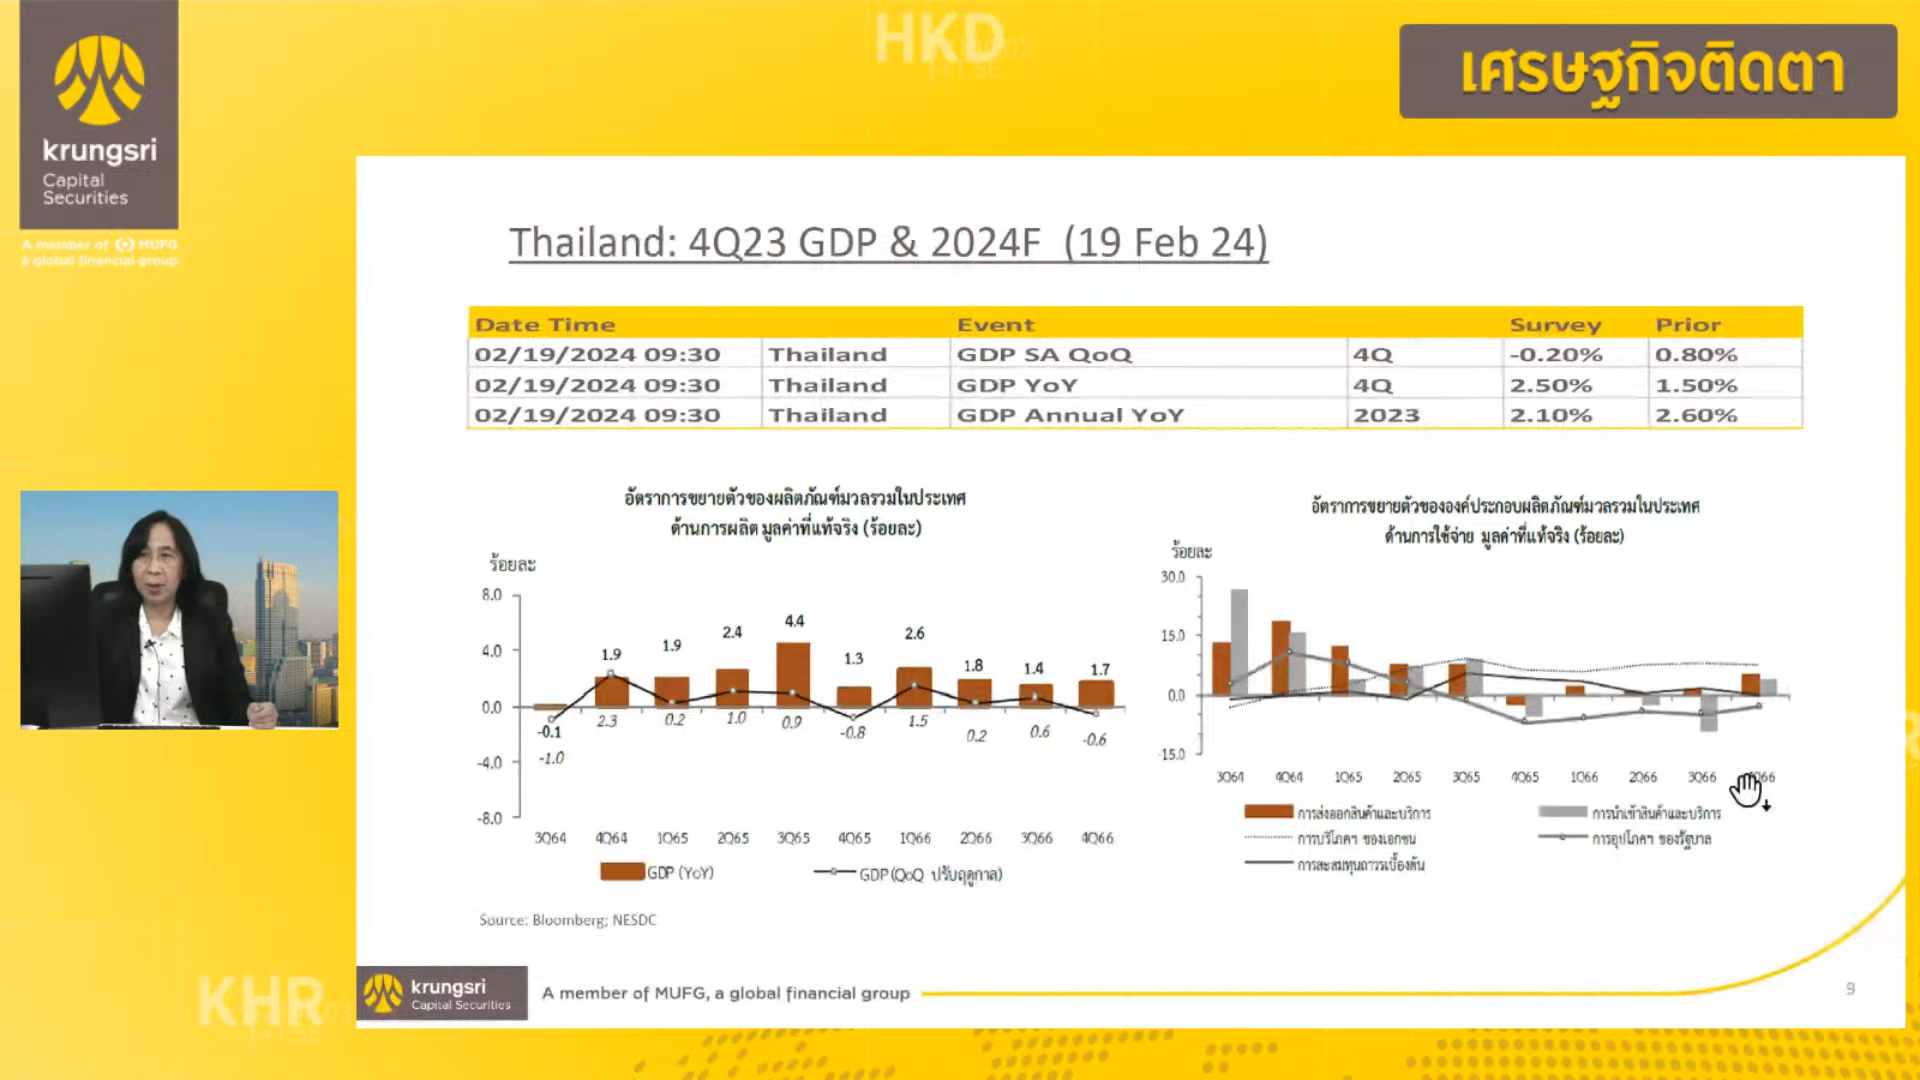 HKD
เศรษฐกิจติดตา
krungsri
Capital
Securities
A member of MUFG
a global financial group
Thailand: 4Q23 GDP & 2024F (19 Feb 24)
Date Time Event Survey Prior
02/19/2024 09:30 Thailand GDP SA QoQ 4Q -0.20% 0.80%
02/19/2024 09:30 Thailand GDP YoY 4Q 2.50% 1.50%
02/19/2024 09:30 Thailand GDP Annual YoY 2023 2.10% 2.60%
อัตราการขยายตัวของผลิตภัณฑ์มวลรวมในประเทศ
ด้านการผลิต มูลค่าที่แท้จริง (ร้อยละ)
ร้อยละ
8.0
4.0
0.0
-4.0
-8.0
1.9 1.9 2.4 4.4 1.3 2.6 1.8 1.4 1.7
-0.1
-1.0 2.3 0.2 1.0 0.9 -0.8 1.5 0.2 0.6 -0.6
3Q64 4Q64 1Q65 2Q65 3Q65 4Q65 1Q66 2Q66 3Q66 4Q66
GDP (YoY) GDP (QoQ ปรับฤดูกาล)
อัตราการขยายตัวขององค์ประกอบผลิตภัณฑ์มวลรวมในประเทศ
ด้านการใช้จ่าย มูลค่าที่แท้จริง (ร้อยละ)
ร้อยละ
30.0
15.0
0.0
-15.0
3Q64 4Q64 1Q65 2Q65 3Q65 4Q65 1Q66 2Q66 3Q66
การส่งออกสินค้าและบริการ การนำเข้าสินค้าและบริการ
การบริโภคฯ ของเอกชน การอุปโภคฯ ของรัฐบาล
การสะสมทุนถาวรเบื้องต้น
Source: Bloomberg; NESDC
krungsri
Capital Securities
A member of MUFG, a global financial group
9
KHR